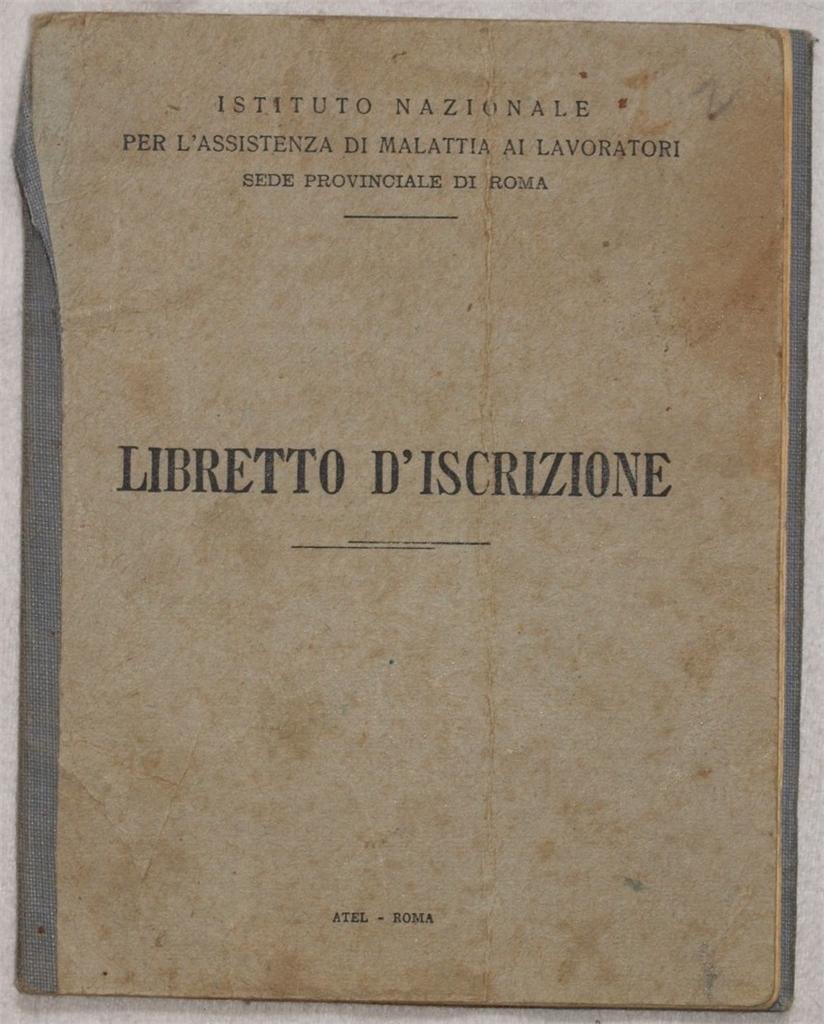 ISTITUTO NAZIONALE
PER L'ASSISTENZA DI MALATTIA AI LAVORATORI
SEDE PROVINCIALE DI ROMA
LIBRETTO D'ISCRIZIONE
ATEL - ROMA